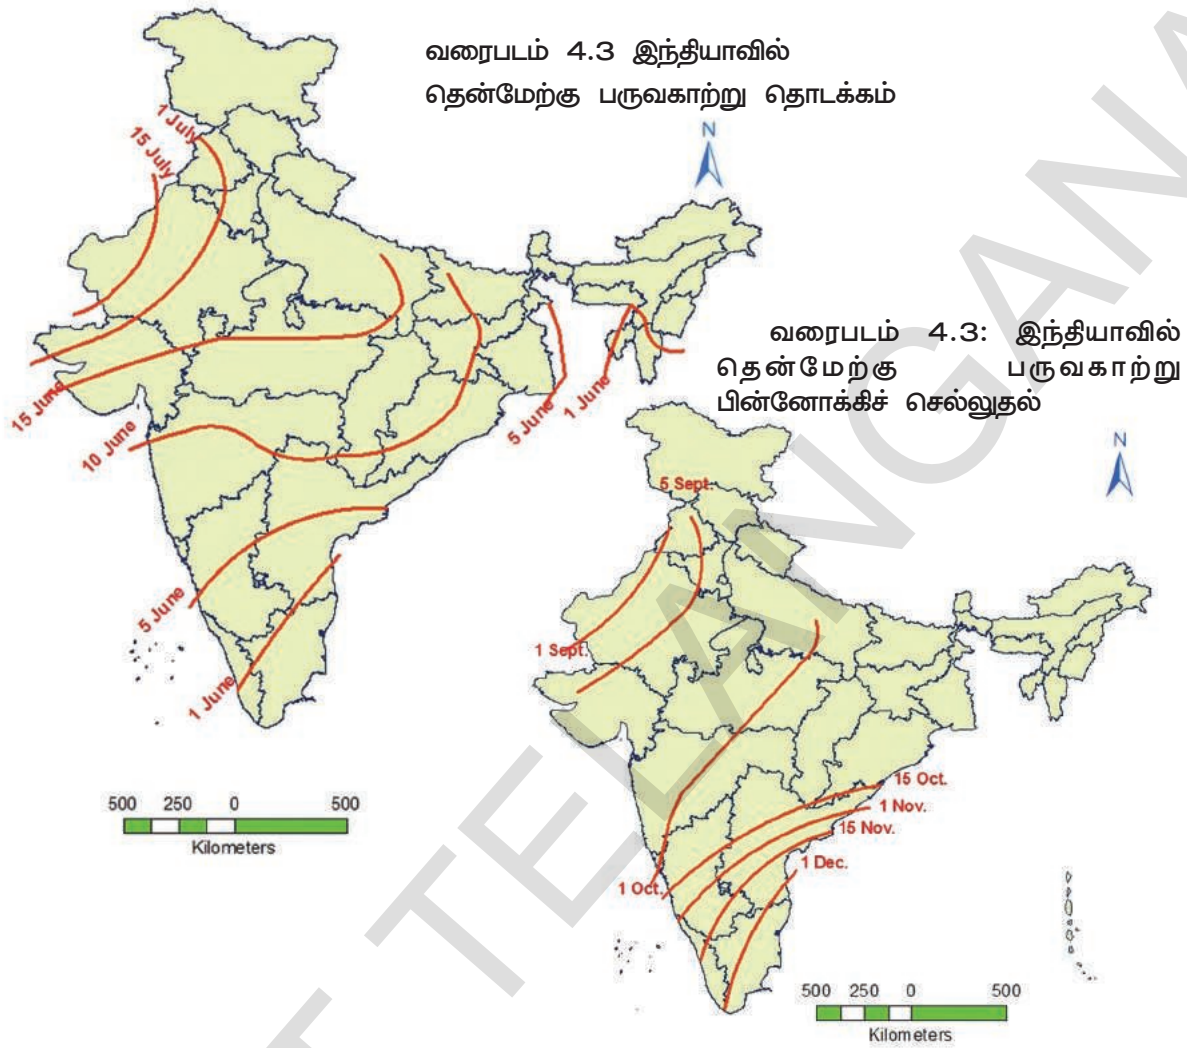 வரைபடம் 4.3 இந்தியாவில்
தென்மேற்கு பருவகாற்று தொடக்கம்
N
1 July
15 July
15 June
10 June
5 June
1 June
5 June
1 June
500 250 0 500
Kilometers
வரைபடம் 4.3: இந்தியாவில்
தென்மேற்கு பருவகாற்று
பின்னோக்கிச் செல்லுதல்
N
5 Sept.
1 Sept.
15 Oct.
1 Nov.
15 Nov.
1 Dec.
1 Oct.
500 250 0 500
Kilometers
T TELANGANA